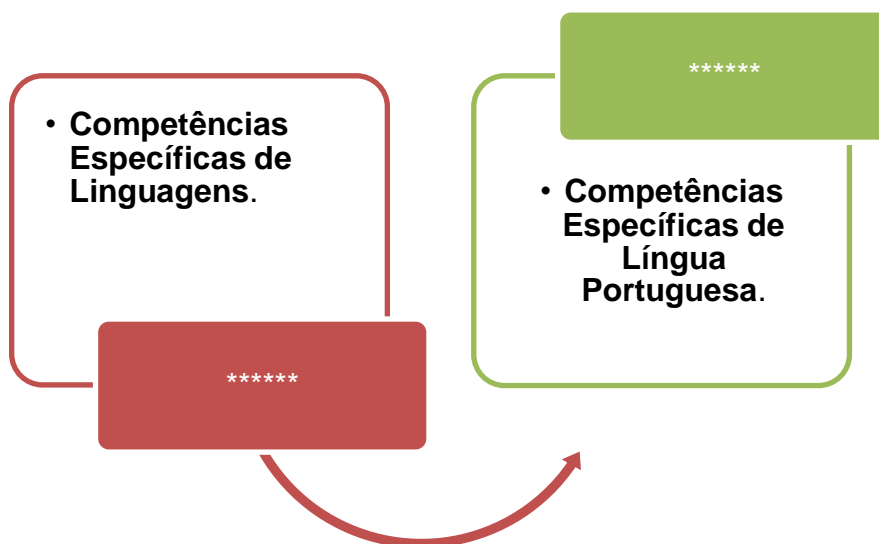 • Competências
Específicas de
Linguagens.
******
******
• Competências
Específicas de
Língua
Portuguesa.